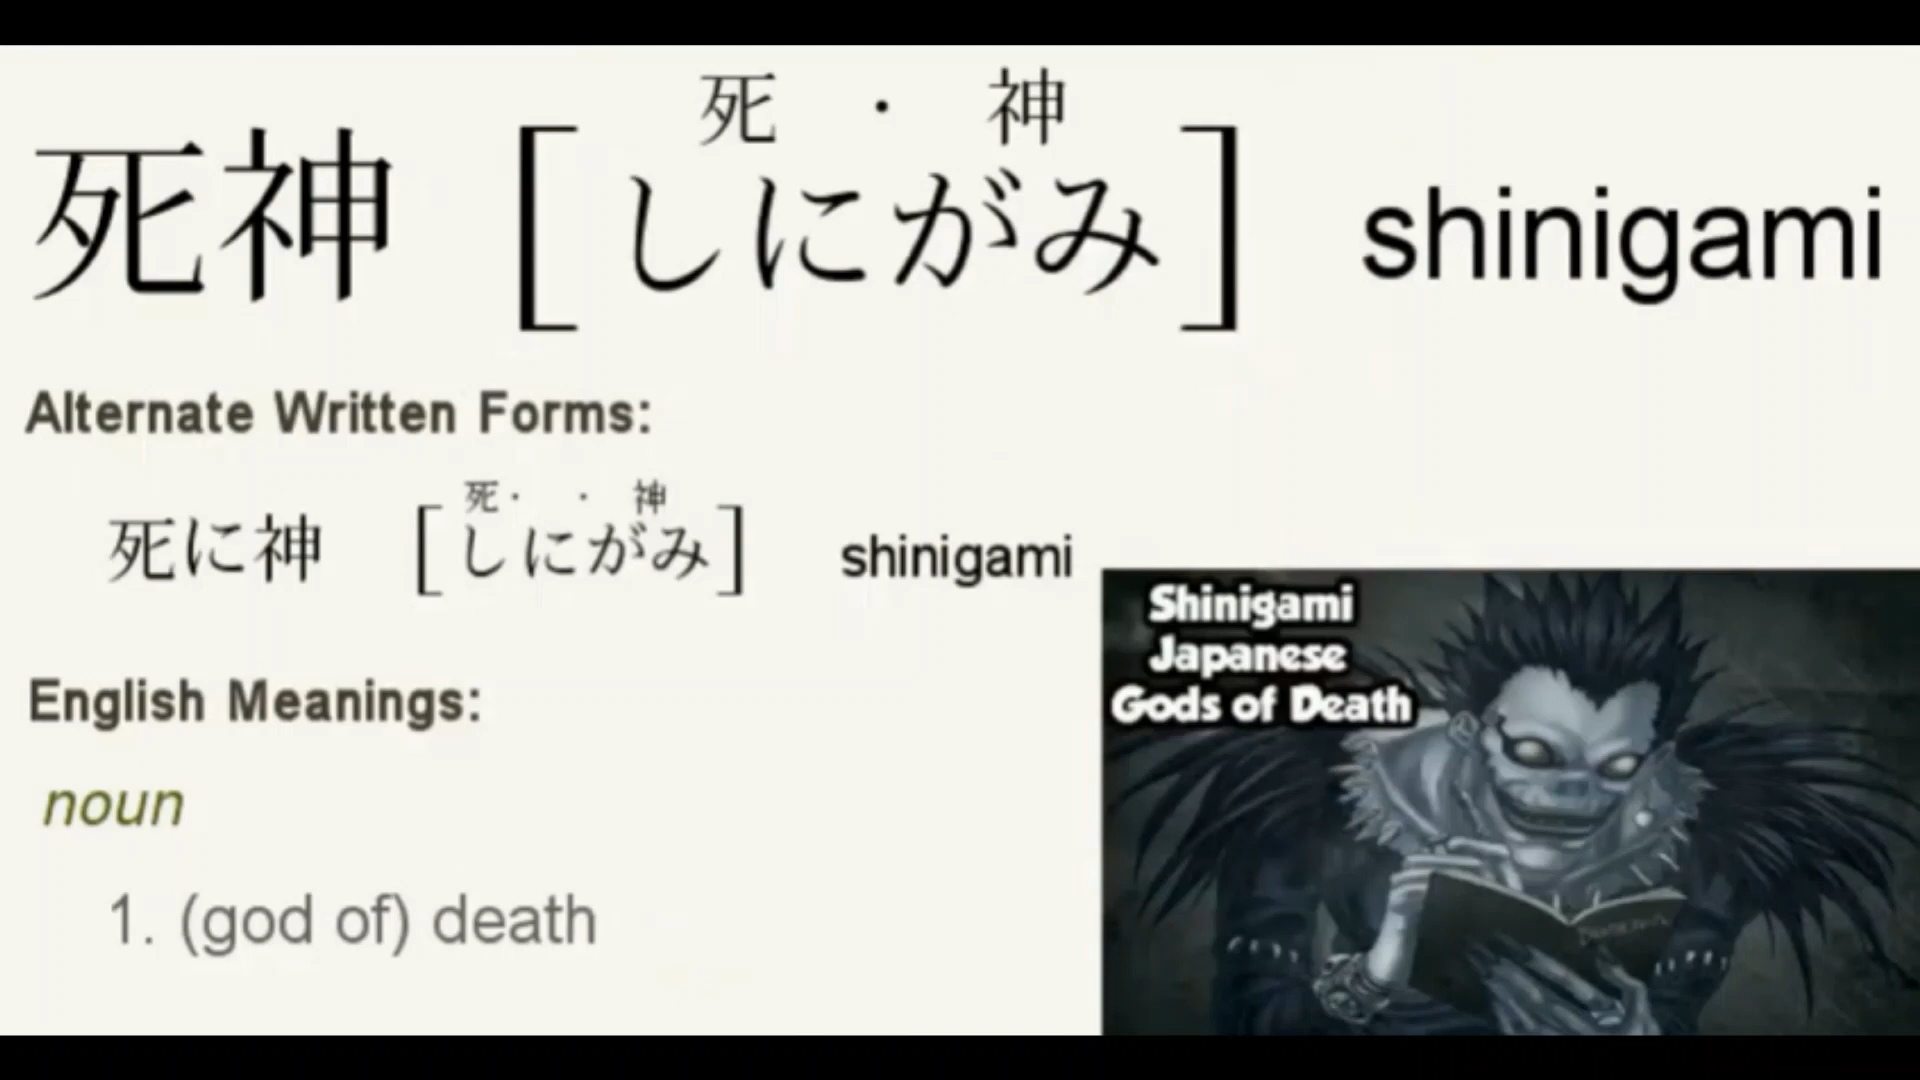 死 ・ 神
死神 [しにがみ] shinigami
Alternate Written Forms:
死・ ・ 神
死に神 [しにがみ] shinigami
English Meanings:
noun
1. (god of) death
Shinigami
Japanese
Gods of Death